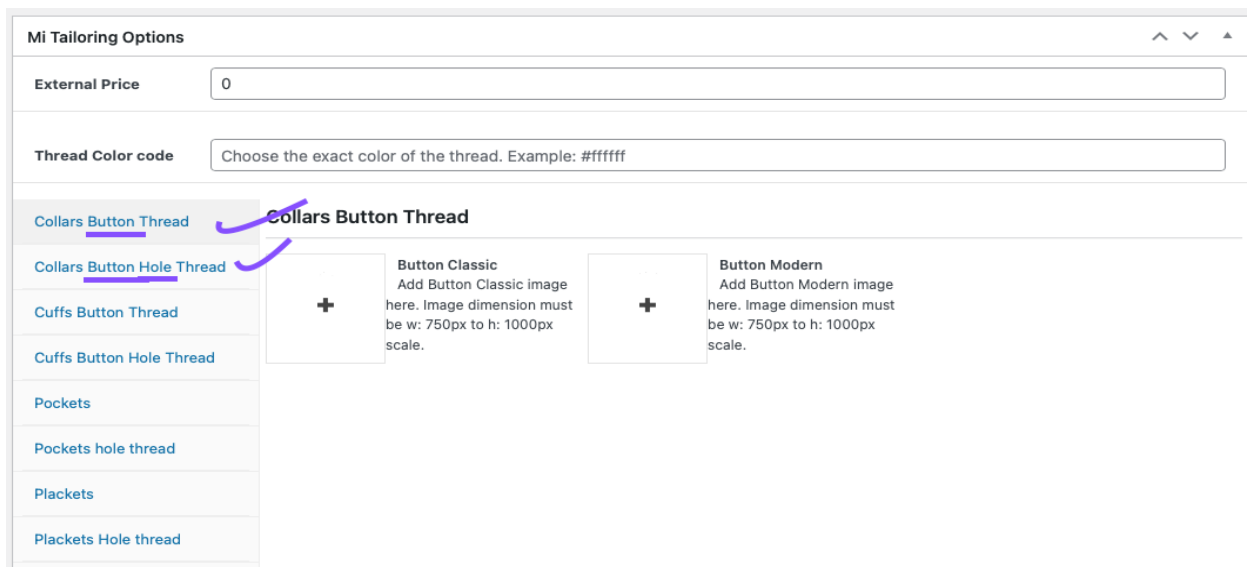 Mi Tailoring Options
External Price
0
Thread Color code
Choose the exact color of the thread. Example: #ffffff
Collars Button Thread
Collars Button Hole Thread
Cuffs Button Thread
Cuffs Button Hole Thread
Pockets
Pockets hole thread
Plackets
Plackets Hole thread
Collars Button Thread
Button Classic
Add Button Classic image
here. Image dimension must
be w: 750px to h: 1000px
scale.
Button Modern
Add Button Modern image
here. Image dimension must
be w: 750px to h: 1000px
scale.